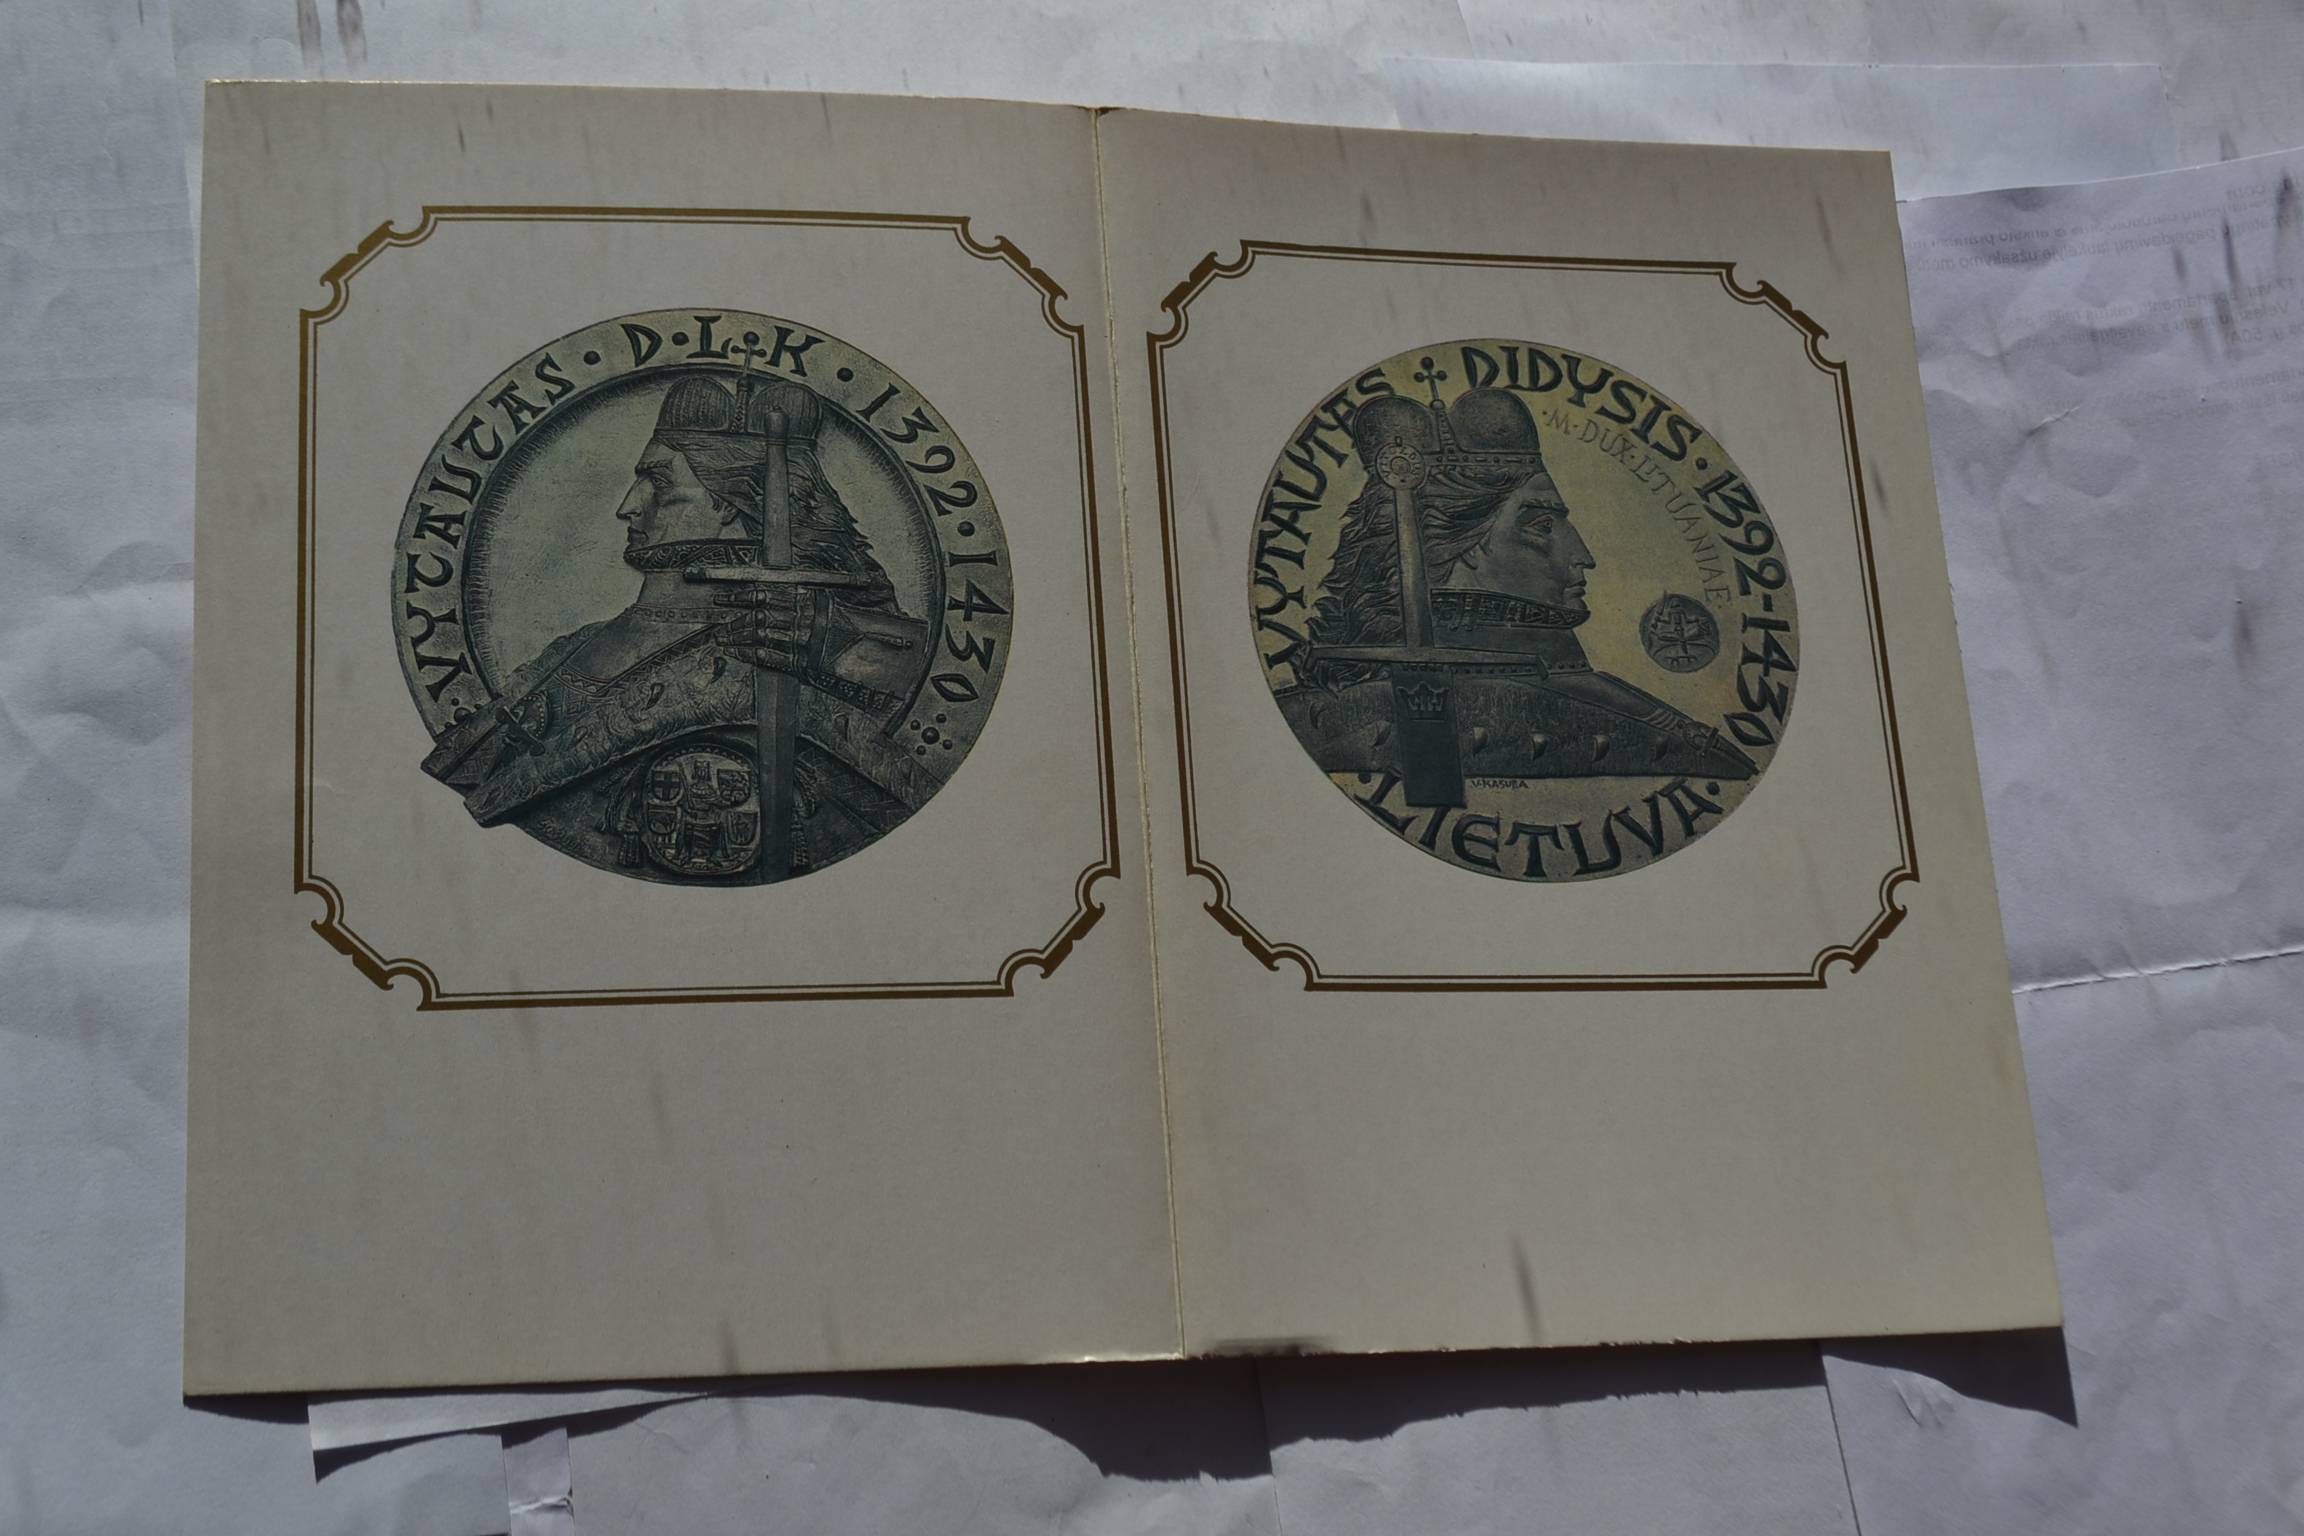 VYTAUTAS · D·L·K · 1392·1430
VYTAUTAS DIDYSIS · 1392-1430
·M·DUX·LITUANIAE·
V·KAŠUBA
·LIETUVA·